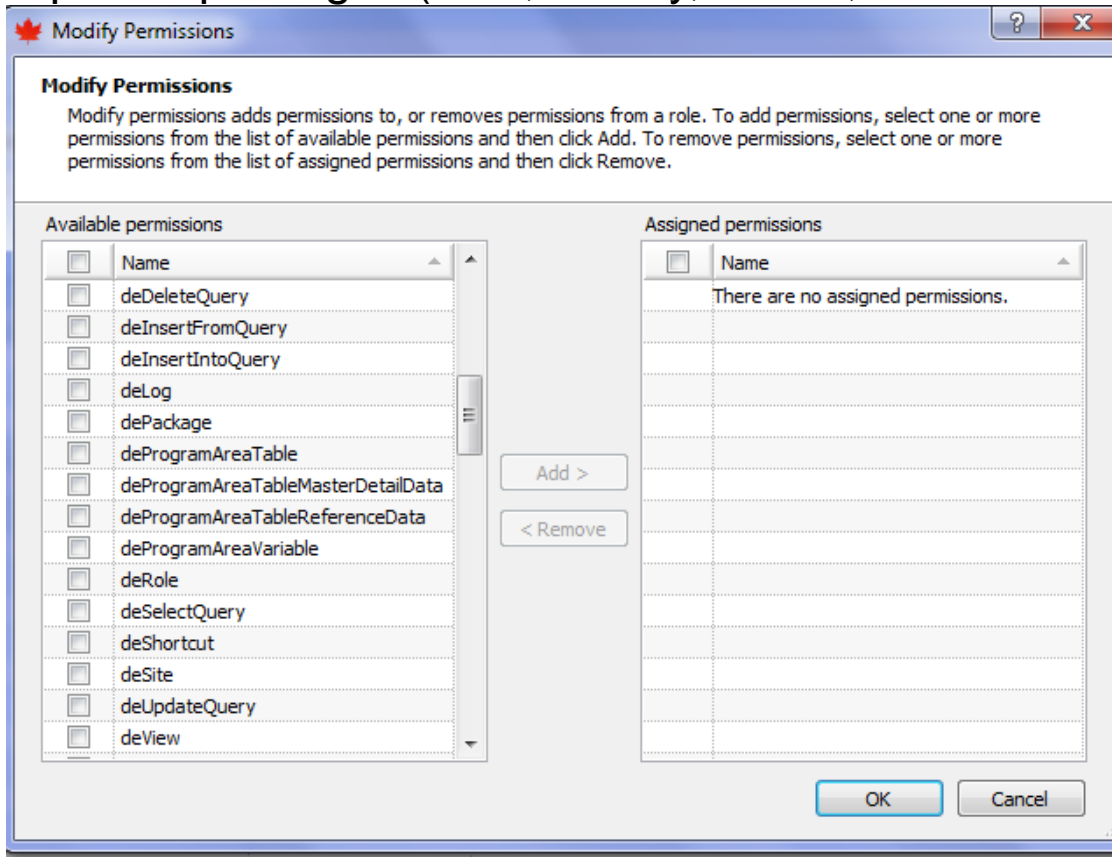 Modify Permissions
Modify Permissions
Modify permissions adds permissions to, or removes permissions from a role. To add permissions, select one or more
permissions from the list of available permissions and then click Add. To remove permissions, select one or more
permissions from the list of assigned permissions and then click Remove.
Available permissions
Assigned permissions
Name
Name
deDeleteQuery
There are no assigned permissions.
deInsertFromQuery
deInsertIntoQuery
deLog
dePackage
deProgramAreaTable
deProgramAreaTableMasterDetailData
deProgramAreaTableReferenceData
deProgramAreaVariable
deRole
deSelectQuery
deShortcut
deSite
deUpdateQuery
deView
Add >
< Remove
OK
Cancel